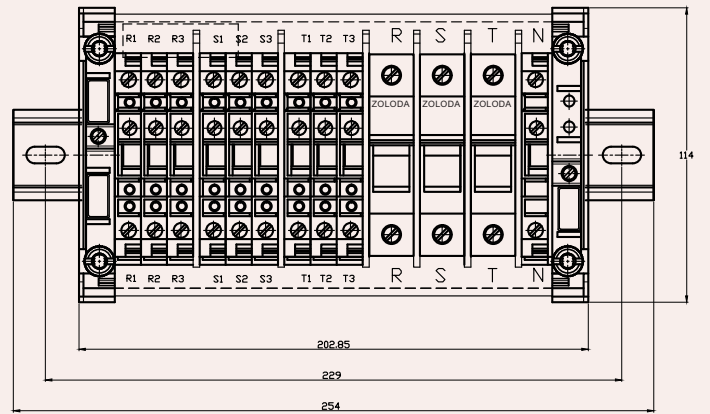 R1 R2 R3 S1 S2 S3 T1 T2 T3 R S T N
ZOLODA ZOLODA ZOLODA
114
R1 R2 R3 S1 S2 S3 T1 T2 T3 R S T N
202.85
229
254